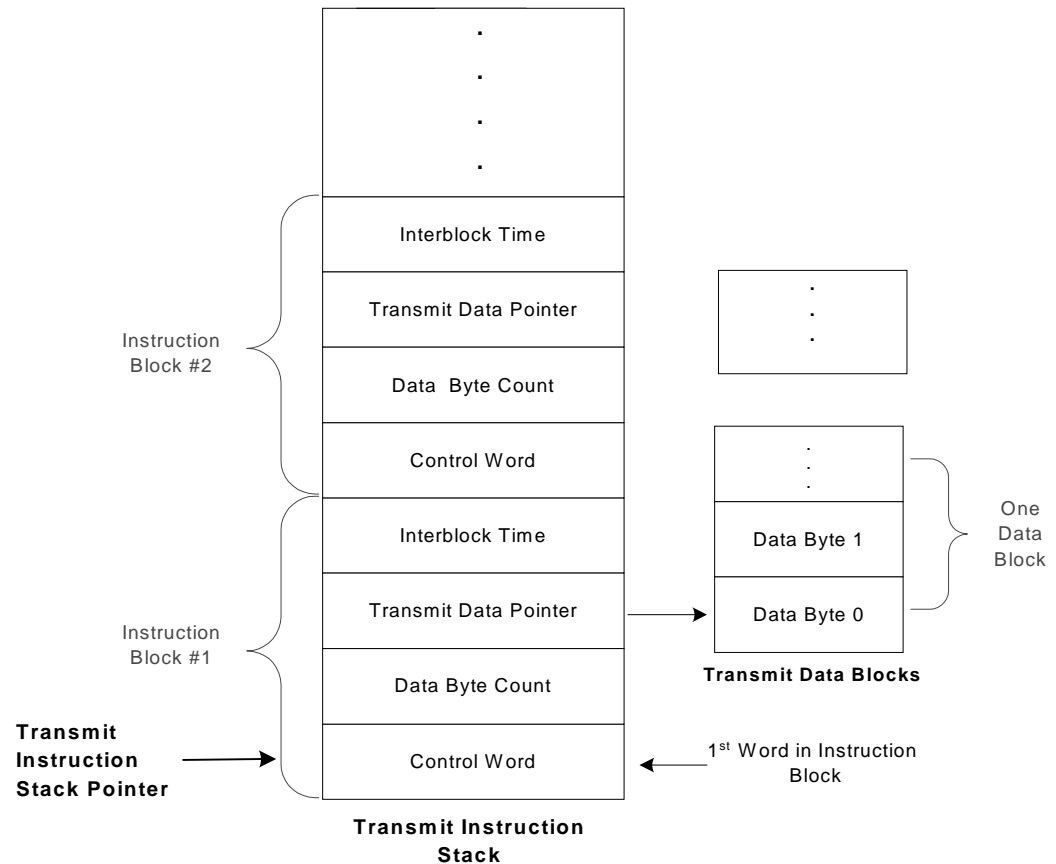 Interblock Time
Transmit Data Pointer
Instruction
Block #2
Data Byte Count
Control Word
Interblock Time
Data Byte 1
One
Data
Block
Transmit Data Pointer
Data Byte 0
Instruction
Block #1
Transmit Data Blocks
Data Byte Count
Transmit
Instruction
Stack Pointer
Control Word
1st Word in Instruction
Block
Transmit Instruction
Stack